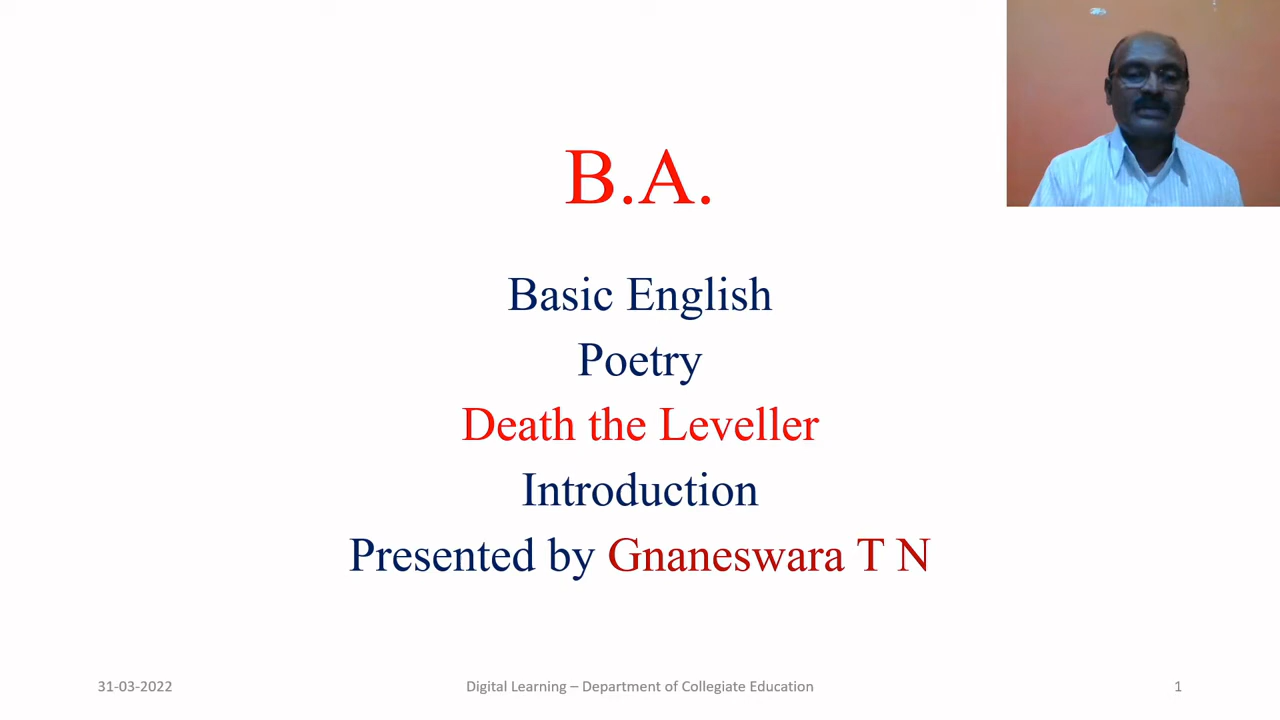 B.A.
Basic English
Poetry
Death the Leveller
Introduction
Presented by Gnaneswara T N
31-03-2022
Digital Learning – Department of Collegiate Education
1